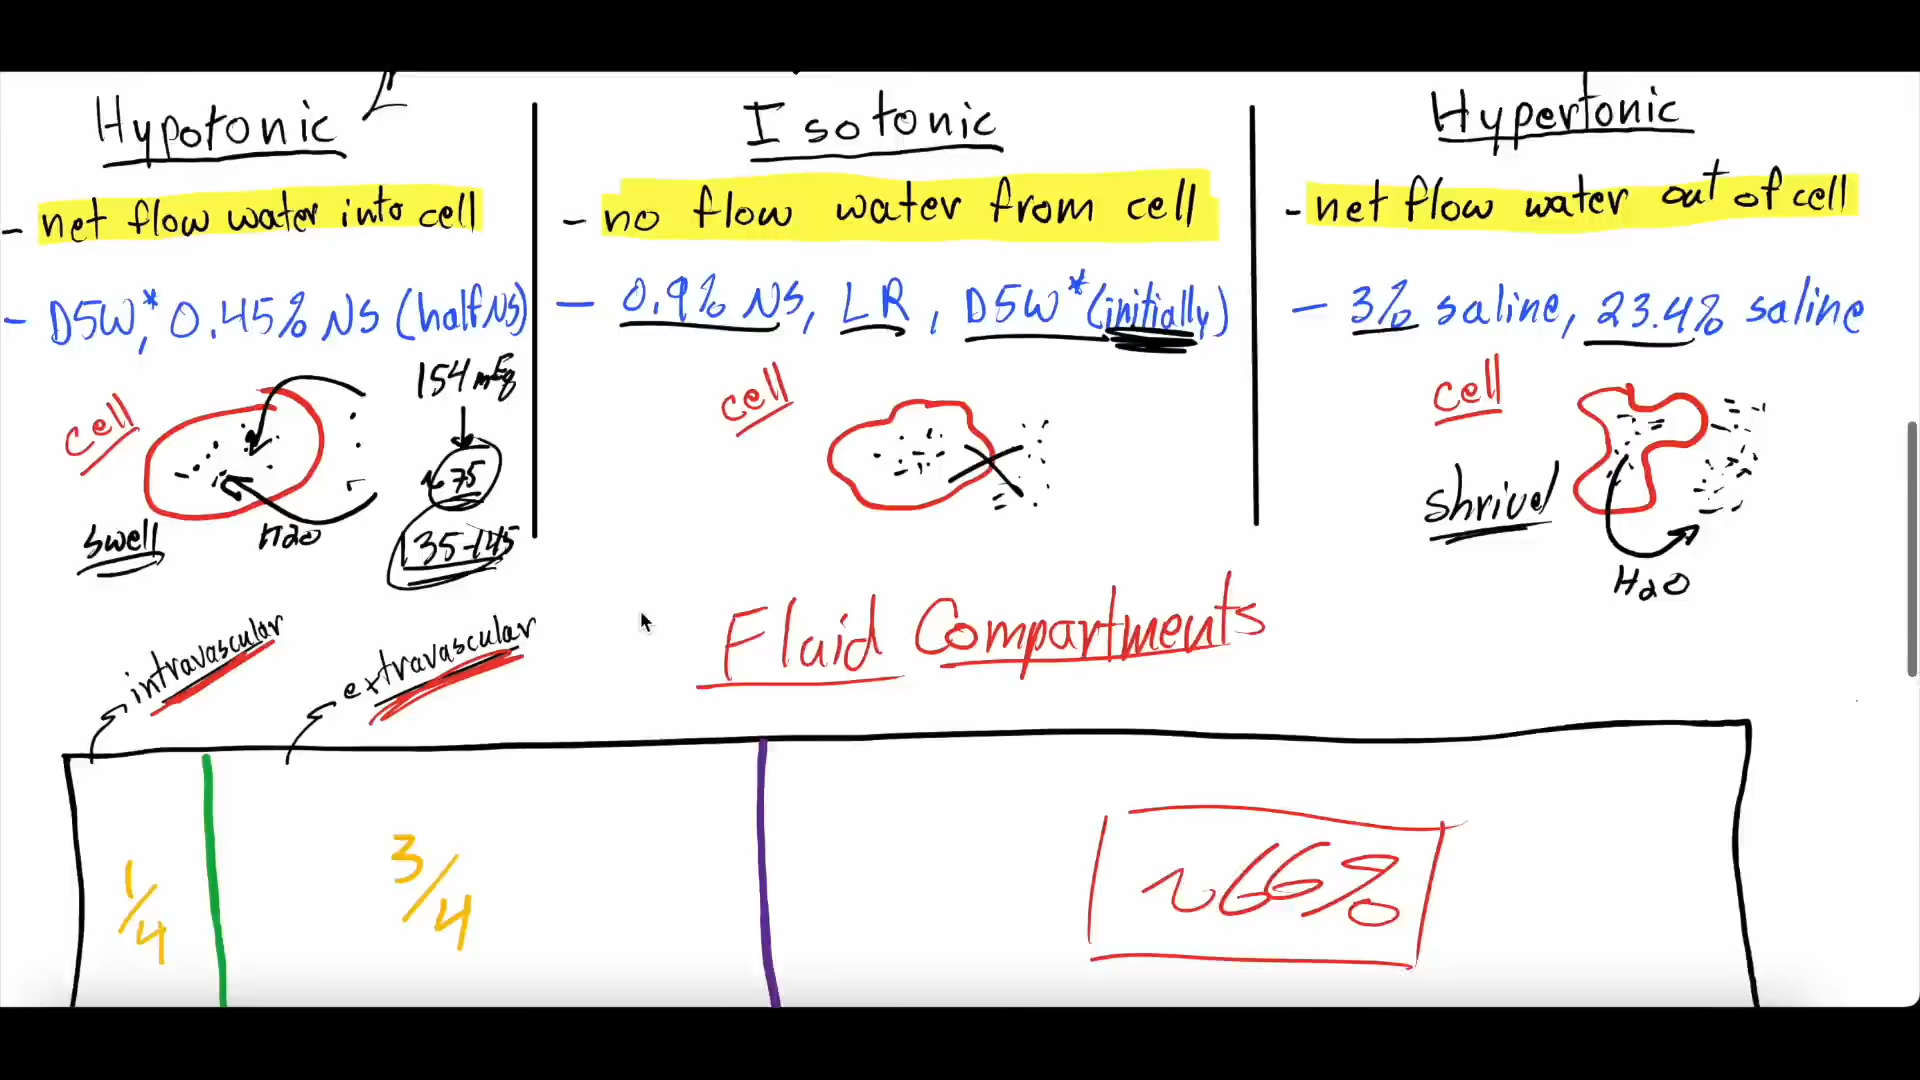 Hypotonic
- net flow water into cell
- D5W,* 0.45% NS (half NS)
154 mEq
cell
~75
swell
H2O
135-145
Isotonic
- no flow water from cell
- 0.9% NS, LR, D5W* (initially)
cell
Hypertonic
- net flow water out of cell
- 3% saline, 23.4% saline
cell
shrivel
H2O
Fluid Compartments
intravascular
extravascular
1/4
3/4
~66%